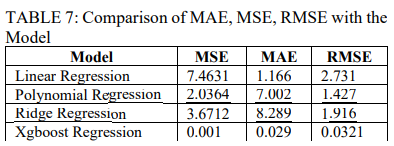 TABLE 7: Comparison of MAE, MSE, RMSE with the
Model
Model MSE MAE RMSE
Linear Regression 7.4631 1.166 2.731
Polynomial Regression 2.0364 7.002 1.427
Ridge Regression 3.6712 8.289 1.916
Xgboost Regression 0.001 0.029 0.0321